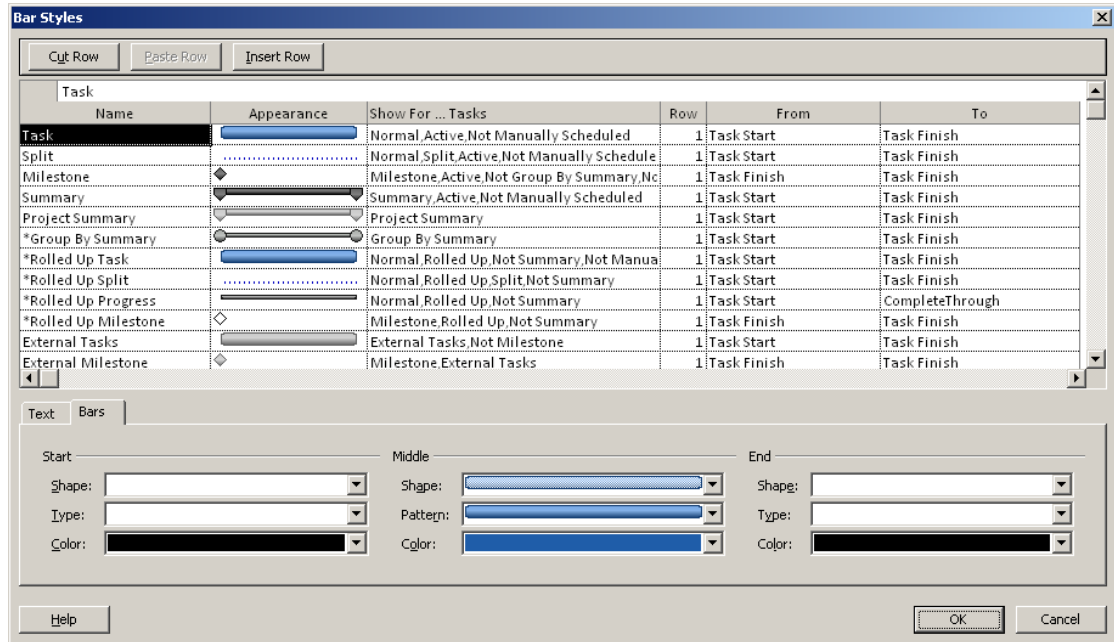 Bar Styles
Cut Row Paste Row Insert Row
Task
Name Appearance Show For ... Tasks Row From To
Task Normal,Active,Not Manually Scheduled 1 Task Start Task Finish
Split Normal,Split,Active,Not Manually Schedule 1 Task Start Task Finish
Milestone Milestone,Active,Not Group By Summary,Nc 1 Task Finish Task Finish
Summary Summary,Active,Not Manually Scheduled 1 Task Start Task Finish
Project Summary Project Summary 1 Task Start Task Finish
*Group By Summary Group By Summary 1 Task Start Task Finish
*Rolled Up Task Normal,Rolled Up,Not Summary,Not Manua 1 Task Start Task Finish
*Rolled Up Split Normal,Rolled Up,Split,Not Summary 1 Task Start Task Finish
*Rolled Up Progress Normal,Rolled Up,Not Summary 1 Task Start CompleteThrough
*Rolled Up Milestone Milestone,Rolled Up,Not Summary 1 Task Finish Task Finish
External Tasks External Tasks,Not Milestone 1 Task Start Task Finish
External Milestone Milestone,External Tasks 1 Task Finish Task Finish
Text Bars
Start Middle End
Shape: Shape: Shape:
Type: Pattern: Type:
Color: Color: Color:
Help OK Cancel